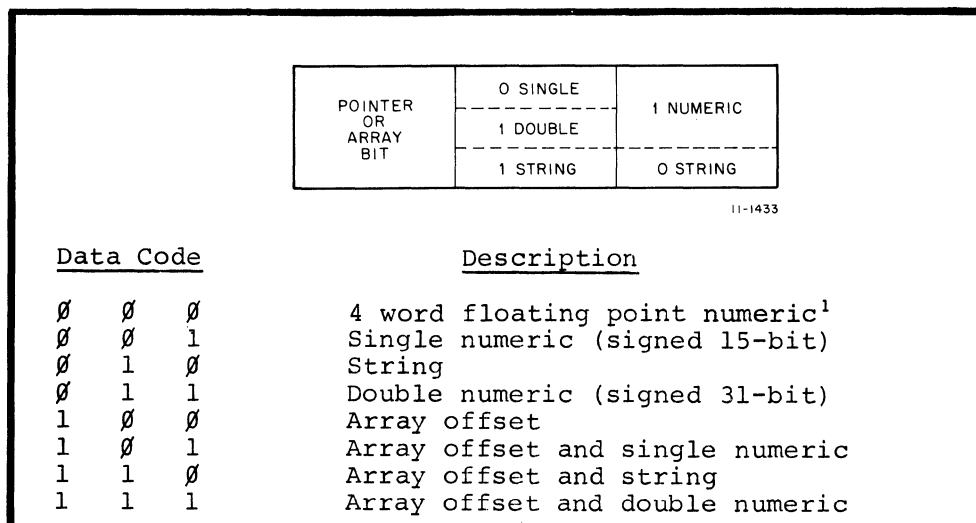 POINTER
OR
ARRAY
BIT
0 SINGLE
1 DOUBLE
1 STRING
1 NUMERIC
0 STRING
11-1433
Data Code Description
Ø Ø Ø 4 word floating point numeric¹
Ø Ø 1 Single numeric (signed 15-bit)
Ø 1 Ø String
Ø 1 1 Double numeric (signed 31-bit)
1 Ø Ø Array offset
1 Ø 1 Array offset and single numeric
1 1 Ø Array offset and string
1 1 1 Array offset and double numeric